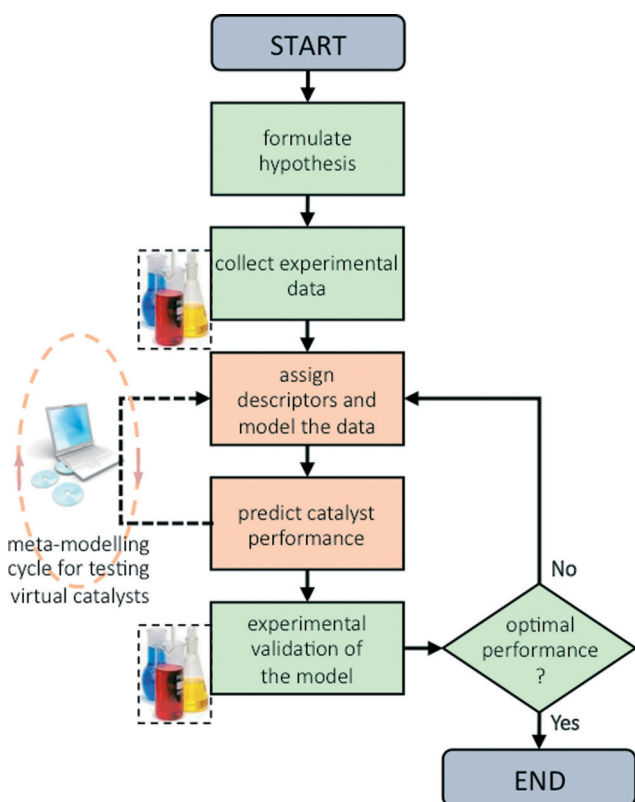 START
formulate
hypothesis
collect experimental
data
assign
descriptors and
model the data
predict catalyst
performance
meta-modelling
cycle for testing
virtual catalysts
experimental
validation of
the model
No
optimal
performance
?
Yes
END